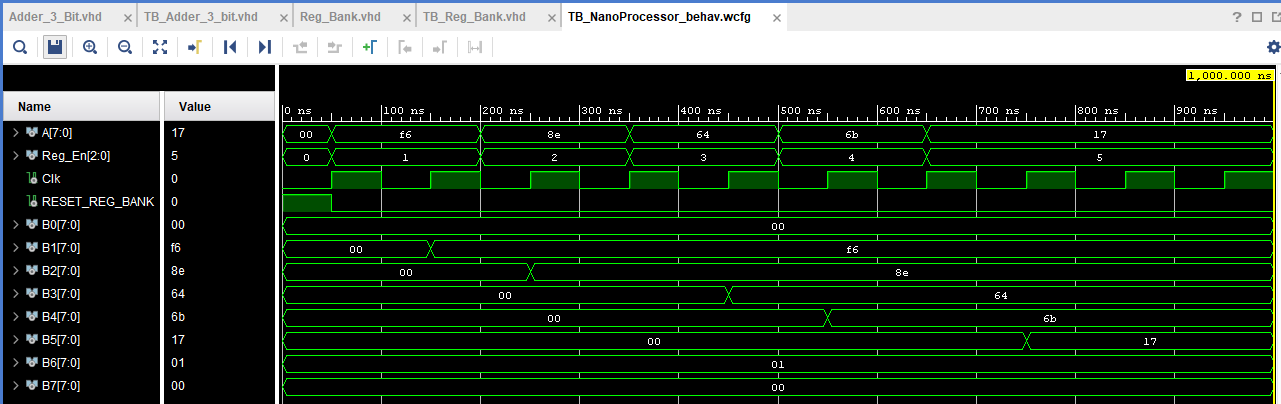 Adder_3_Bit.vhd × TB_Adder_3_bit.vhd × Reg_Bank.vhd × TB_Reg_Bank.vhd × TB_NanoProcessor_behav.wcfg × ?
1,000.000 ns
Name Value
0 ns 100 ns 200 ns 300 ns 400 ns 500 ns 600 ns 700 ns 800 ns 900 ns
A[7:0] 17 00 f6 8e 64 6b 17
Reg_En[2:0] 5 0 1 2 3 4 5
Clk 0
RESET_REG_BANK 0
B0[7:0] 00 00
B1[7:0] f6 00 f6
B2[7:0] 8e 00 8e
B3[7:0] 64 00 64
B4[7:0] 6b 00 6b
B5[7:0] 17 00 17
B6[7:0] 01 01
B7[7:0] 00 00